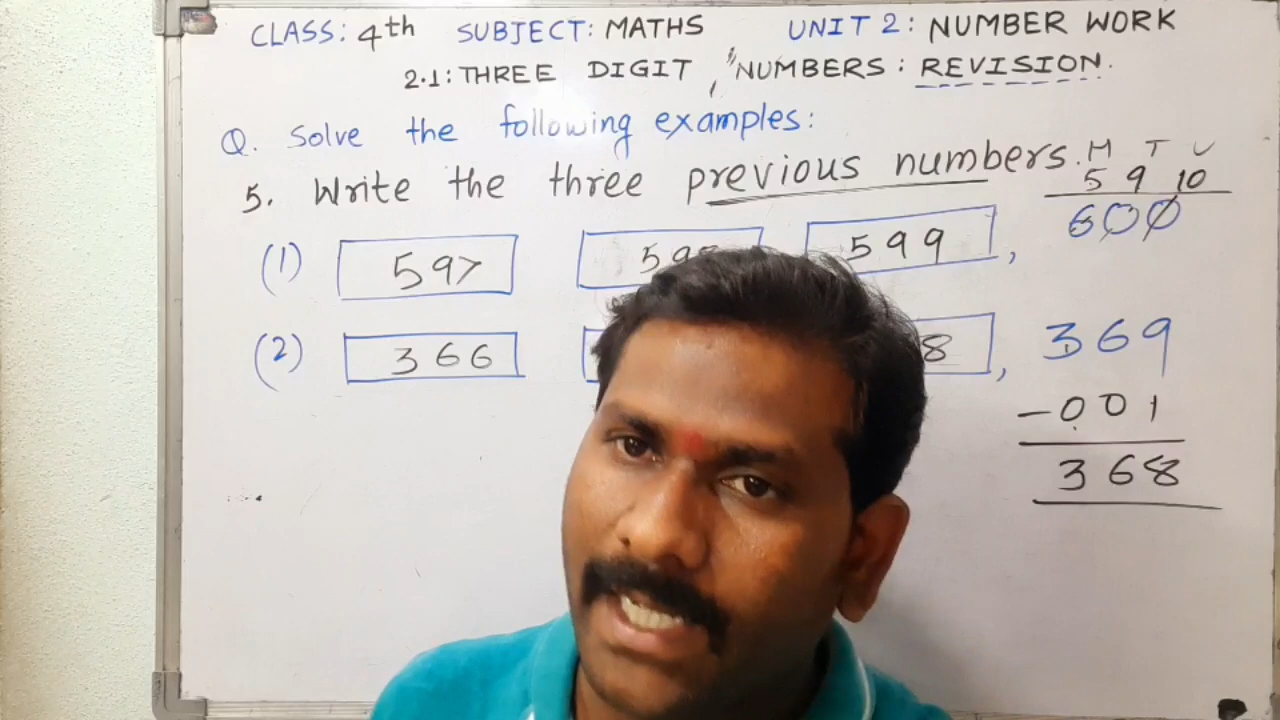 CLASS: 4th SUBJECT: MATHS UNIT 2: NUMBER WORK
2.1: THREE DIGIT NUMBERS: REVISION.
Q. Solve the following examples:
5. Write the three previous numbers.
H T U
5 9 10
(1) 597 599, 600
(2) 366 8, 369
- 001
368